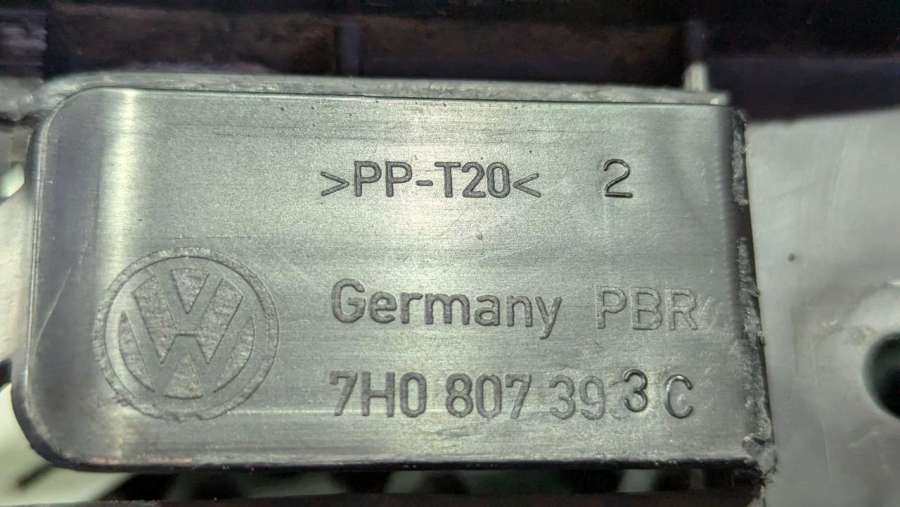 >PP-T20< 2
Germany PBR
7H0 807 393 C